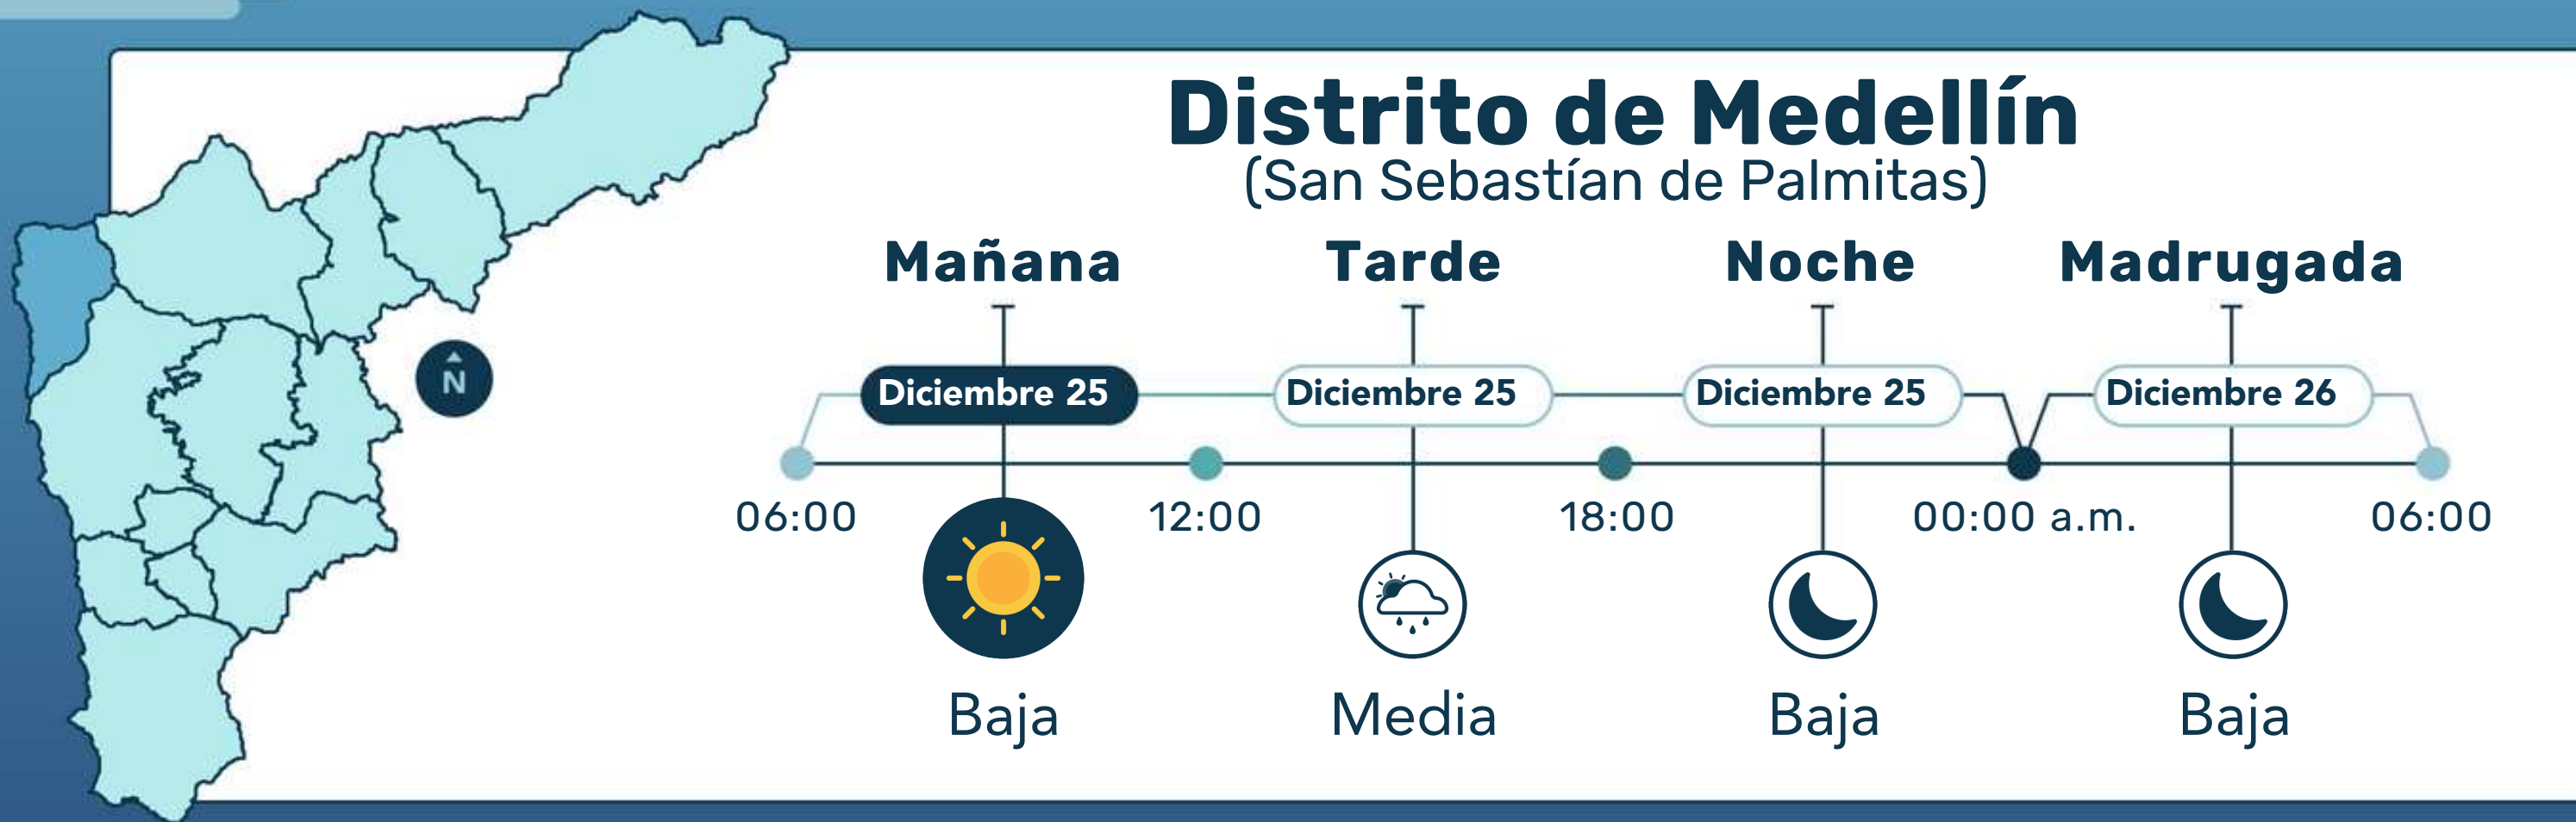 Distrito de Medellín
(San Sebastían de Palmitas)
Mañana Tarde Noche Madrugada
Diciembre 25 Diciembre 25 Diciembre 25 Diciembre 26
N
06:00 12:00 18:00 00:00 a.m. 06:00
Baja Media Baja Baja